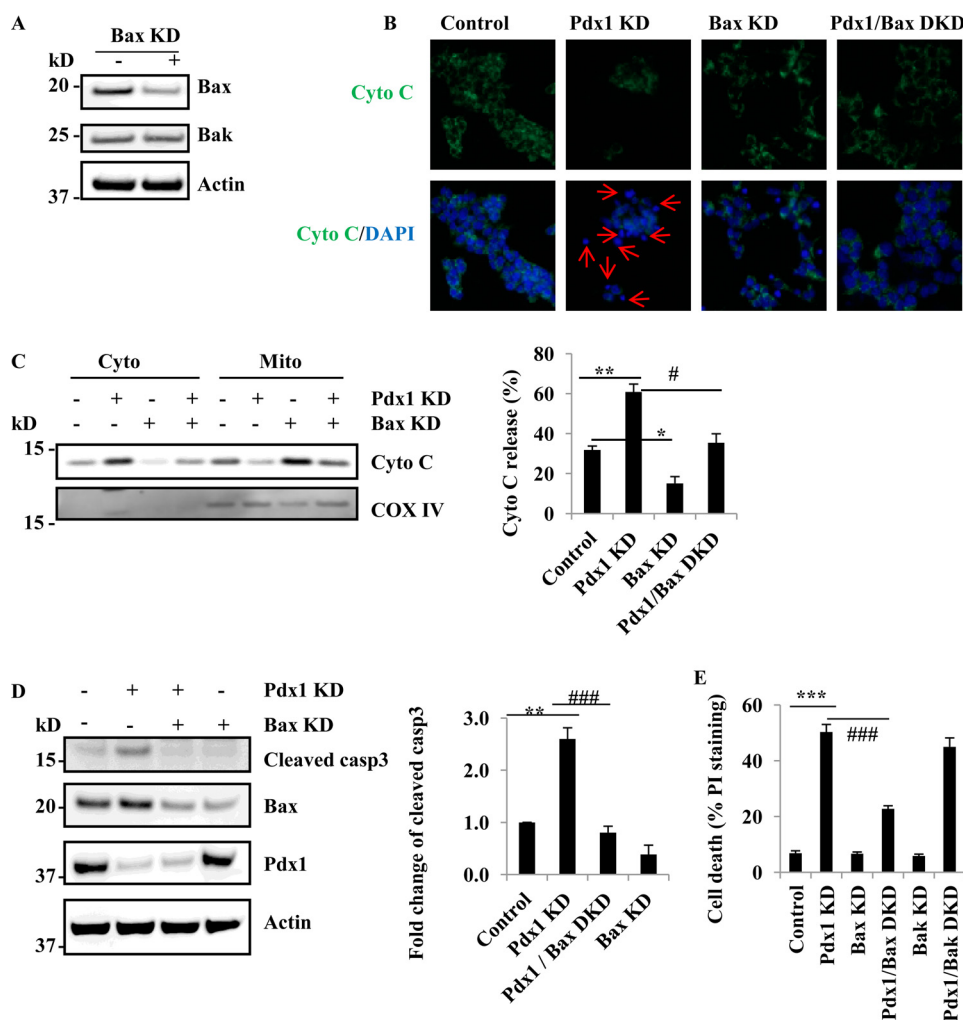 A
Bax KD
kD - +
20 - Bax
25 - Bak
37 - Actin
B
Control Pdx1 KD Bax KD Pdx1/Bax DKD
Cyto C
Cyto C/DAPI
C
Cyto Mito
- + - + - + - + Pdx1 KD
kD - - + + - - + + Bax KD
15 - Cyto C
15 - COX IV
Cyto C release (%)
80
60
40
20
0
** # *
Control
Pdx1 KD
Bax KD
Pdx1/Bax DKD
D
- + + - Pdx1 KD
kD - - + + Bax KD
15 - Cleaved casp3
20 - Bax
37 - Pdx1
37 - Actin
Fold change of cleaved casp3
3.0
2.0
1.0
0.0
** ###
Control
Pdx1 KD
Pdx1 / Bax DKD
Bax KD
E
Cell death (% PI staining)
60
40
20
0
*** ###
Control
Pdx1 KD
Bax KD
Pdx1/Bax DKD
Bak KD
Pdx1/Bak DKD